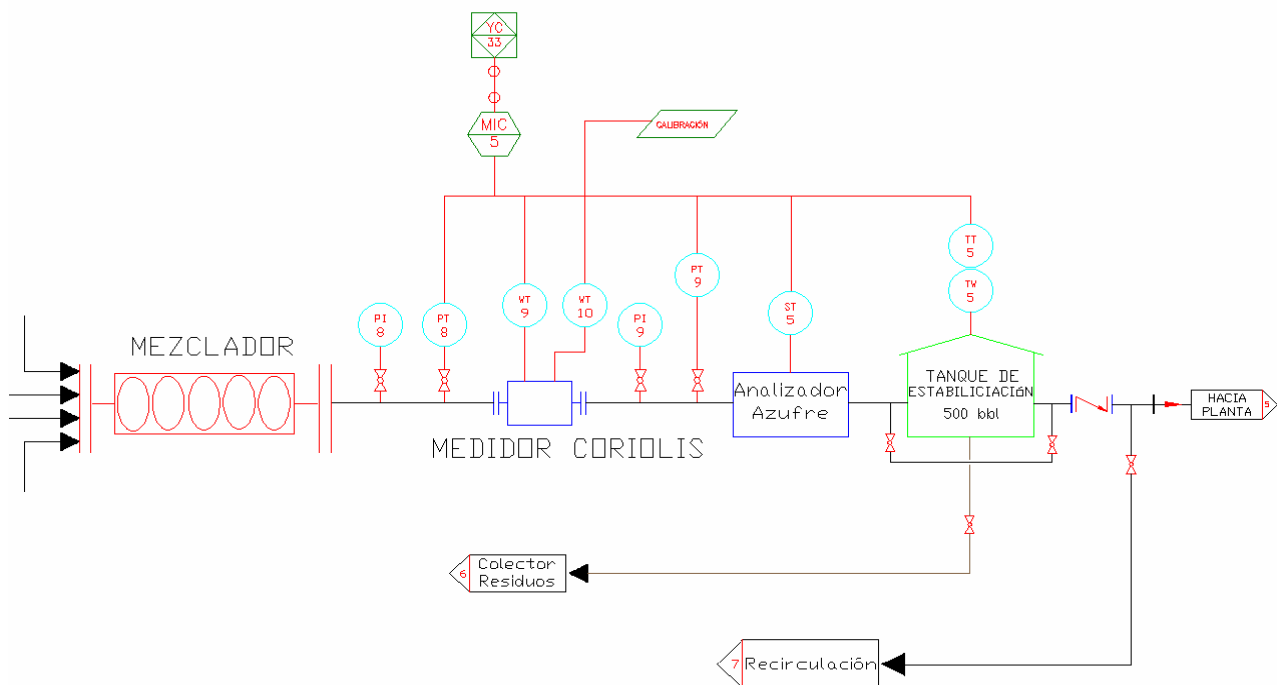 YC
33
MIC
5
CALIBRACIÓN
TT
5
TW
5
PT
9
WT
9
WT
10
ST
5
PI
8
PT
8
PI
9
MEZCLADOR
Analizador
Azufre
TANQUE DE
ESTABILICIACIÓN
500 bbl
HACIA
PLANTA
5
MEDIDOR CORIOLIS
6
Colector
Residuos
7
Recirculación